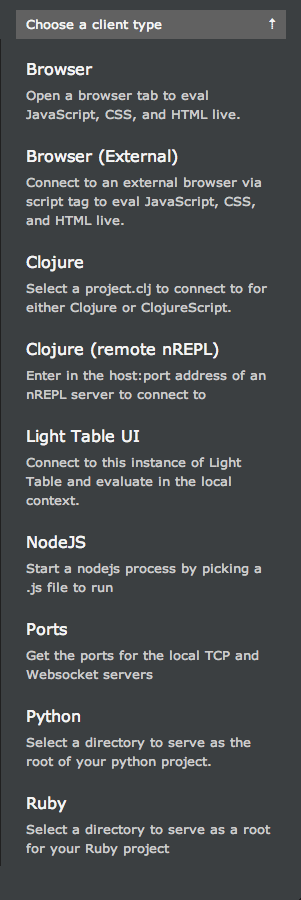 Choose a client type ↑
Browser
Open a browser tab to eval
JavaScript, CSS, and HTML live.
Browser (External)
Connect to an external browser via
script tag to eval JavaScript, CSS,
and HTML live.
Clojure
Select a project.clj to connect to for
either Clojure or ClojureScript.
Clojure (remote nREPL)
Enter in the host:port address of an
nREPL server to connect to
Light Table UI
Connect to this instance of Light
Table and evaluate in the local
context.
NodeJS
Start a nodejs process by picking a
.js file to run
Ports
Get the ports for the local TCP and
Websocket servers
Python
Select a directory to serve as the
root of your python project.
Ruby
Select a directory to serve as a root
for your Ruby project